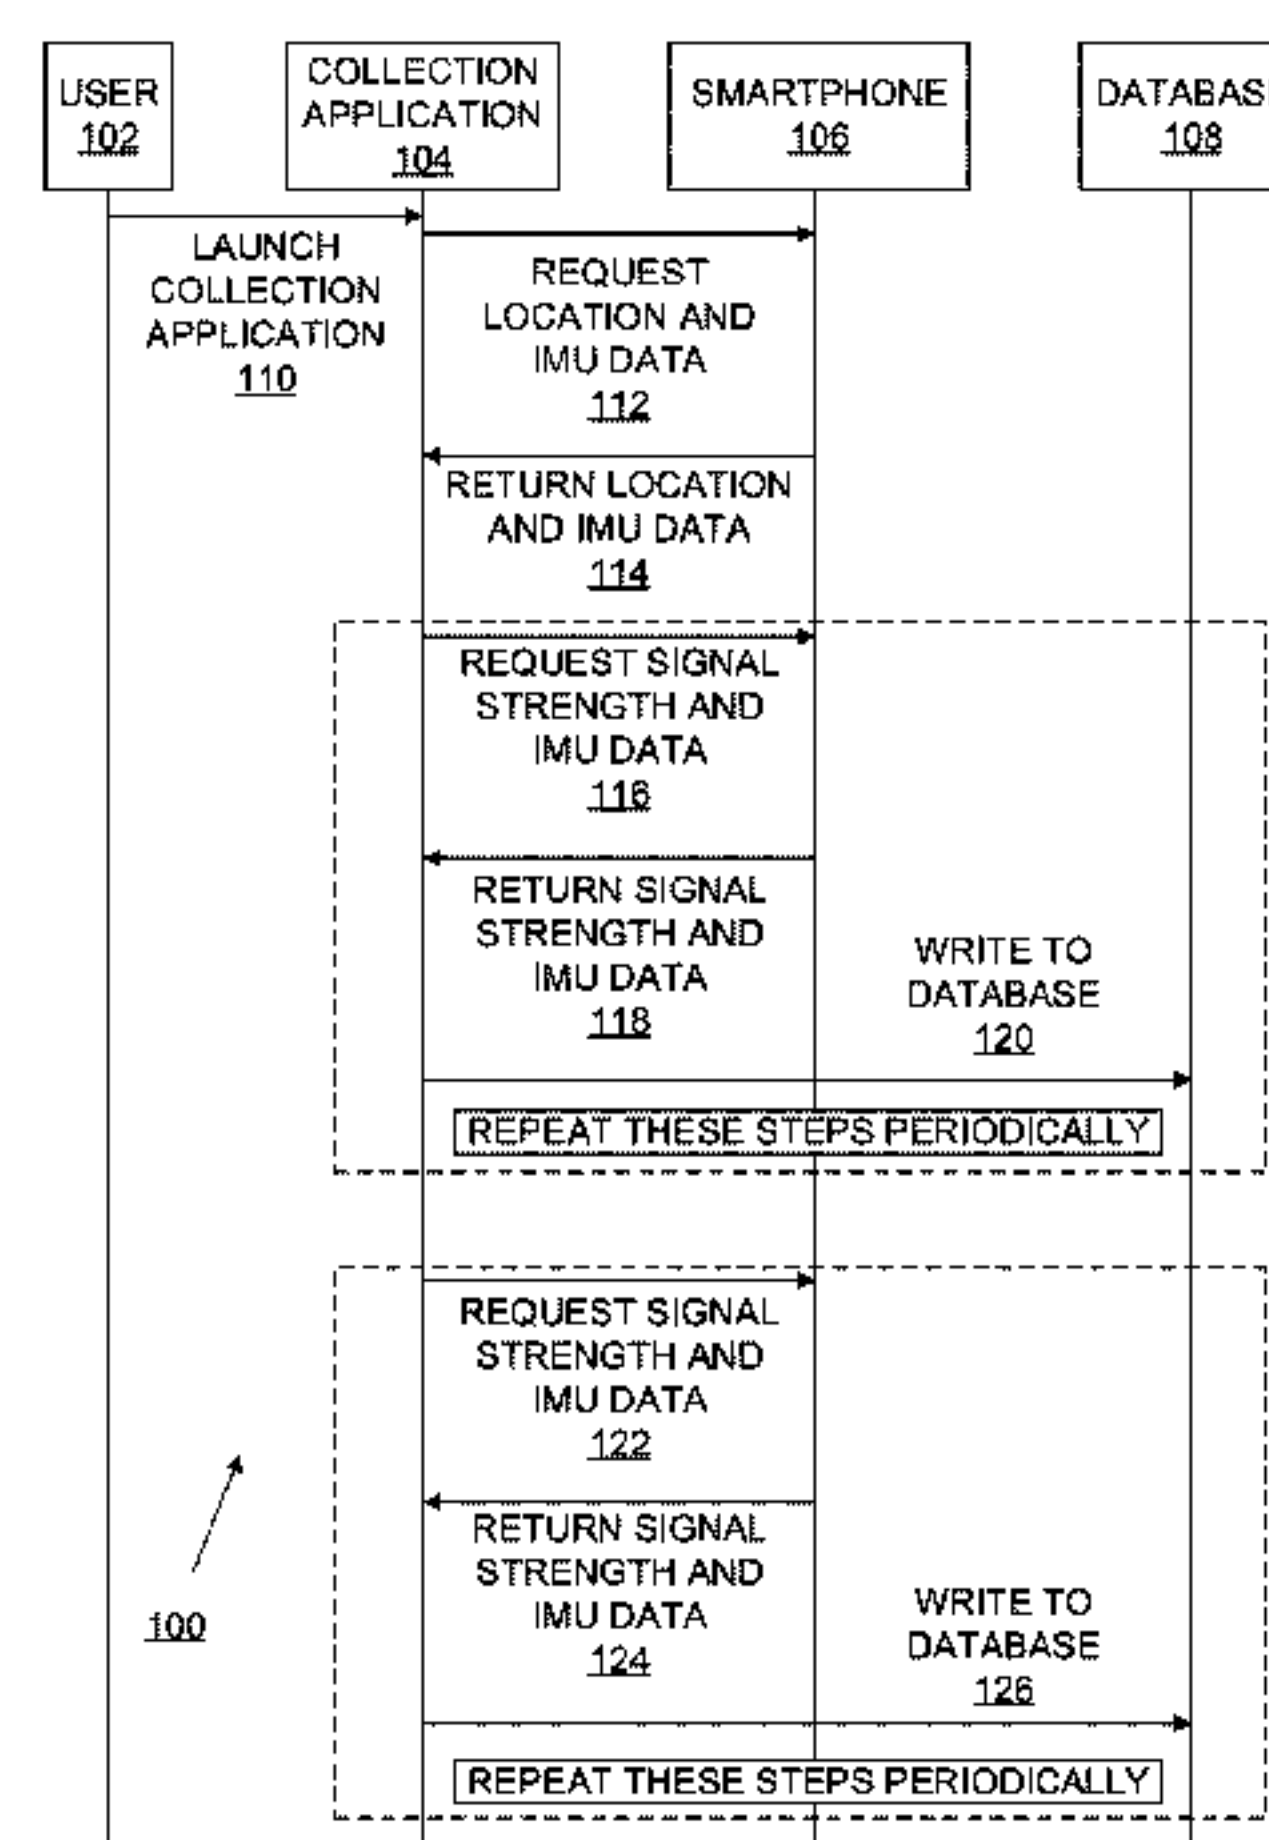 USER
102
COLLECTION
APPLICATION
104
SMARTPHONE
106
DATABASE
108
LAUNCH
COLLECTION
APPLICATION
110
REQUEST
LOCATION AND
IMU DATA
112
RETURN LOCATION
AND IMU DATA
114
REQUEST SIGNAL
STRENGTH AND
IMU DATA
116
RETURN SIGNAL
STRENGTH AND
IMU DATA
118
WRITE TO
DATABASE
120
REPEAT THESE STEPS PERIODICALLY
REQUEST SIGNAL
STRENGTH AND
IMU DATA
122
RETURN SIGNAL
STRENGTH AND
IMU DATA
124
WRITE TO
DATABASE
126
REPEAT THESE STEPS PERIODICALLY
100